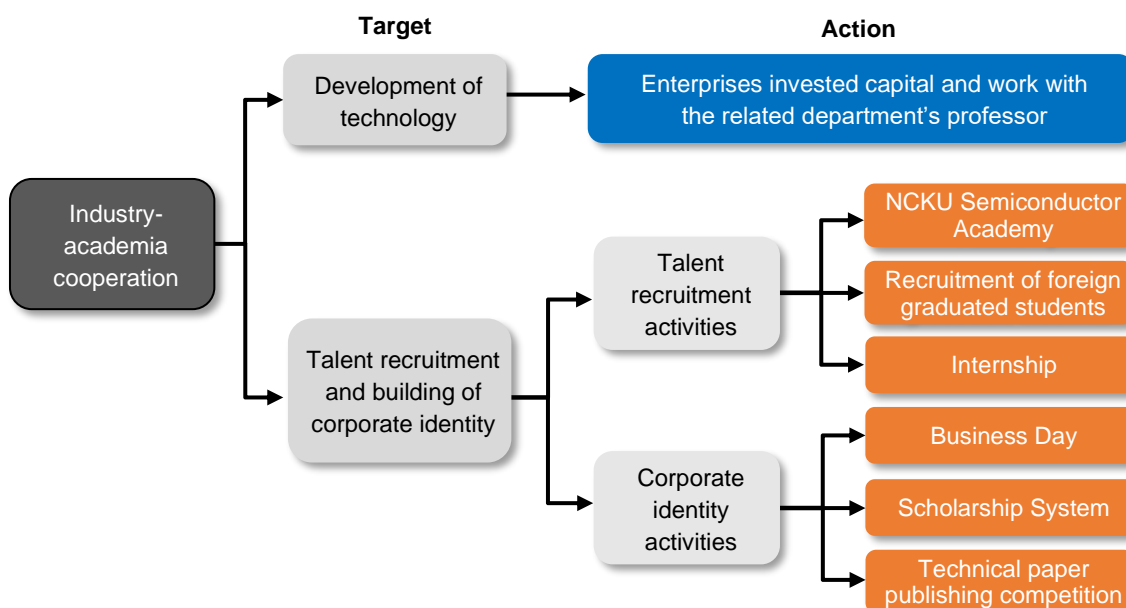 Target
Action
Development of
technology
Enterprises invested capital and work with
the related department’s professor
Industry-
academia
cooperation
Talent recruitment
and building of
corporate identity
Talent
recruitment
activities
NCKU Semiconductor
Academy
Recruitment of foreign
graduated students
Internship
Corporate
identity
activities
Business Day
Scholarship System
Technical paper
publishing competition